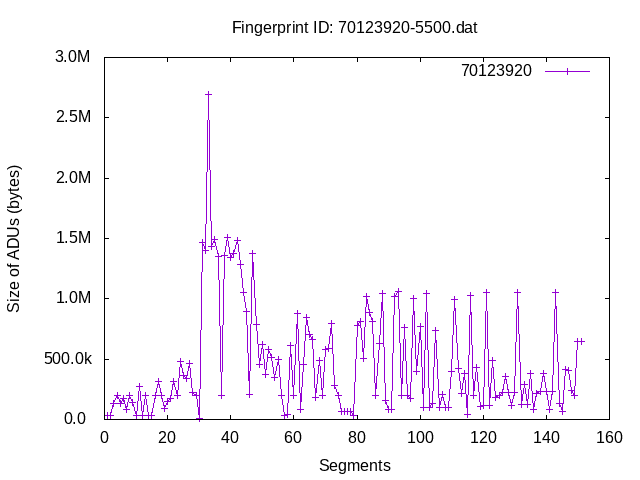 Fingerprint ID: 70123920-5500.dat
3.0M
70123920
2.5M
2.0M
Size of ADUs (bytes)
1.5M
1.0M
500.0k
0.0
0 20 40 60 80 100 120 140 160
Segments